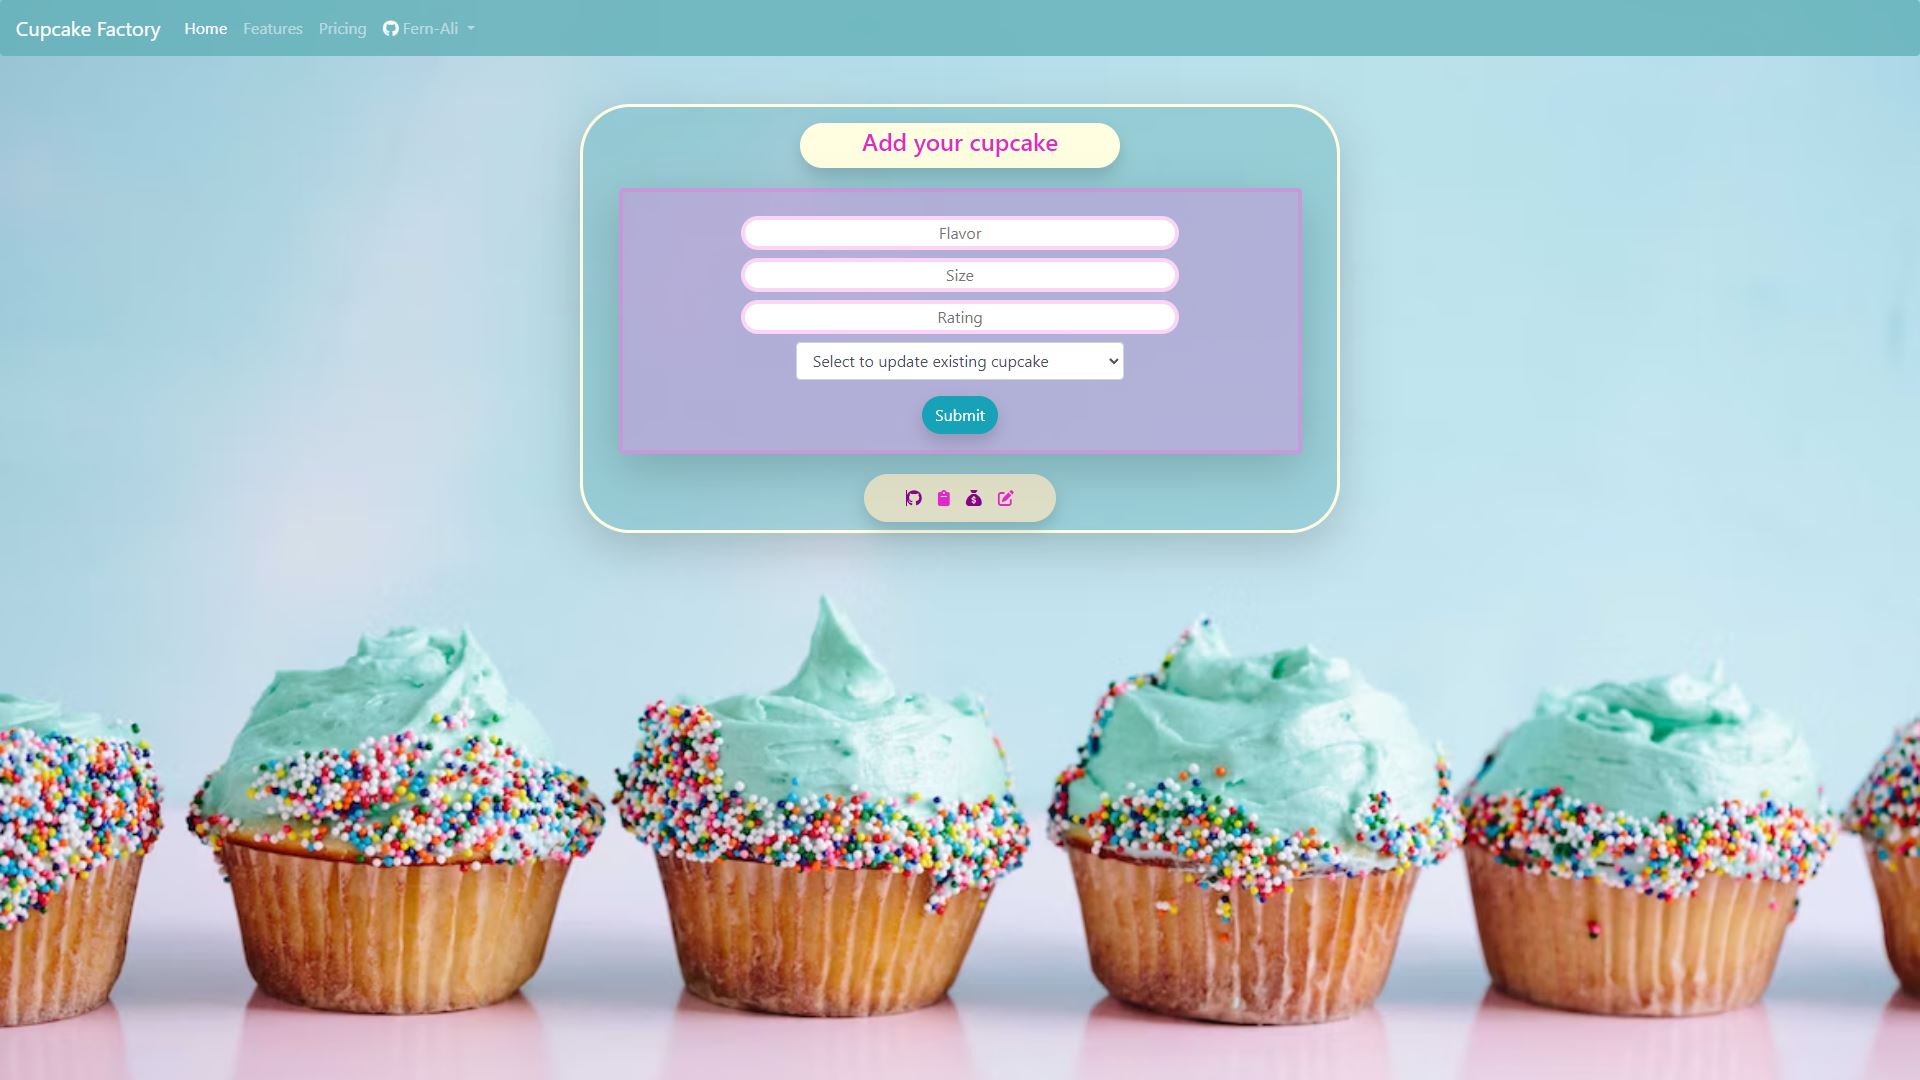 Cupcake Factory Home Features Pricing Fern-Ali
Add your cupcake
Flavor
Size
Rating
Select to update existing cupcake
Submit